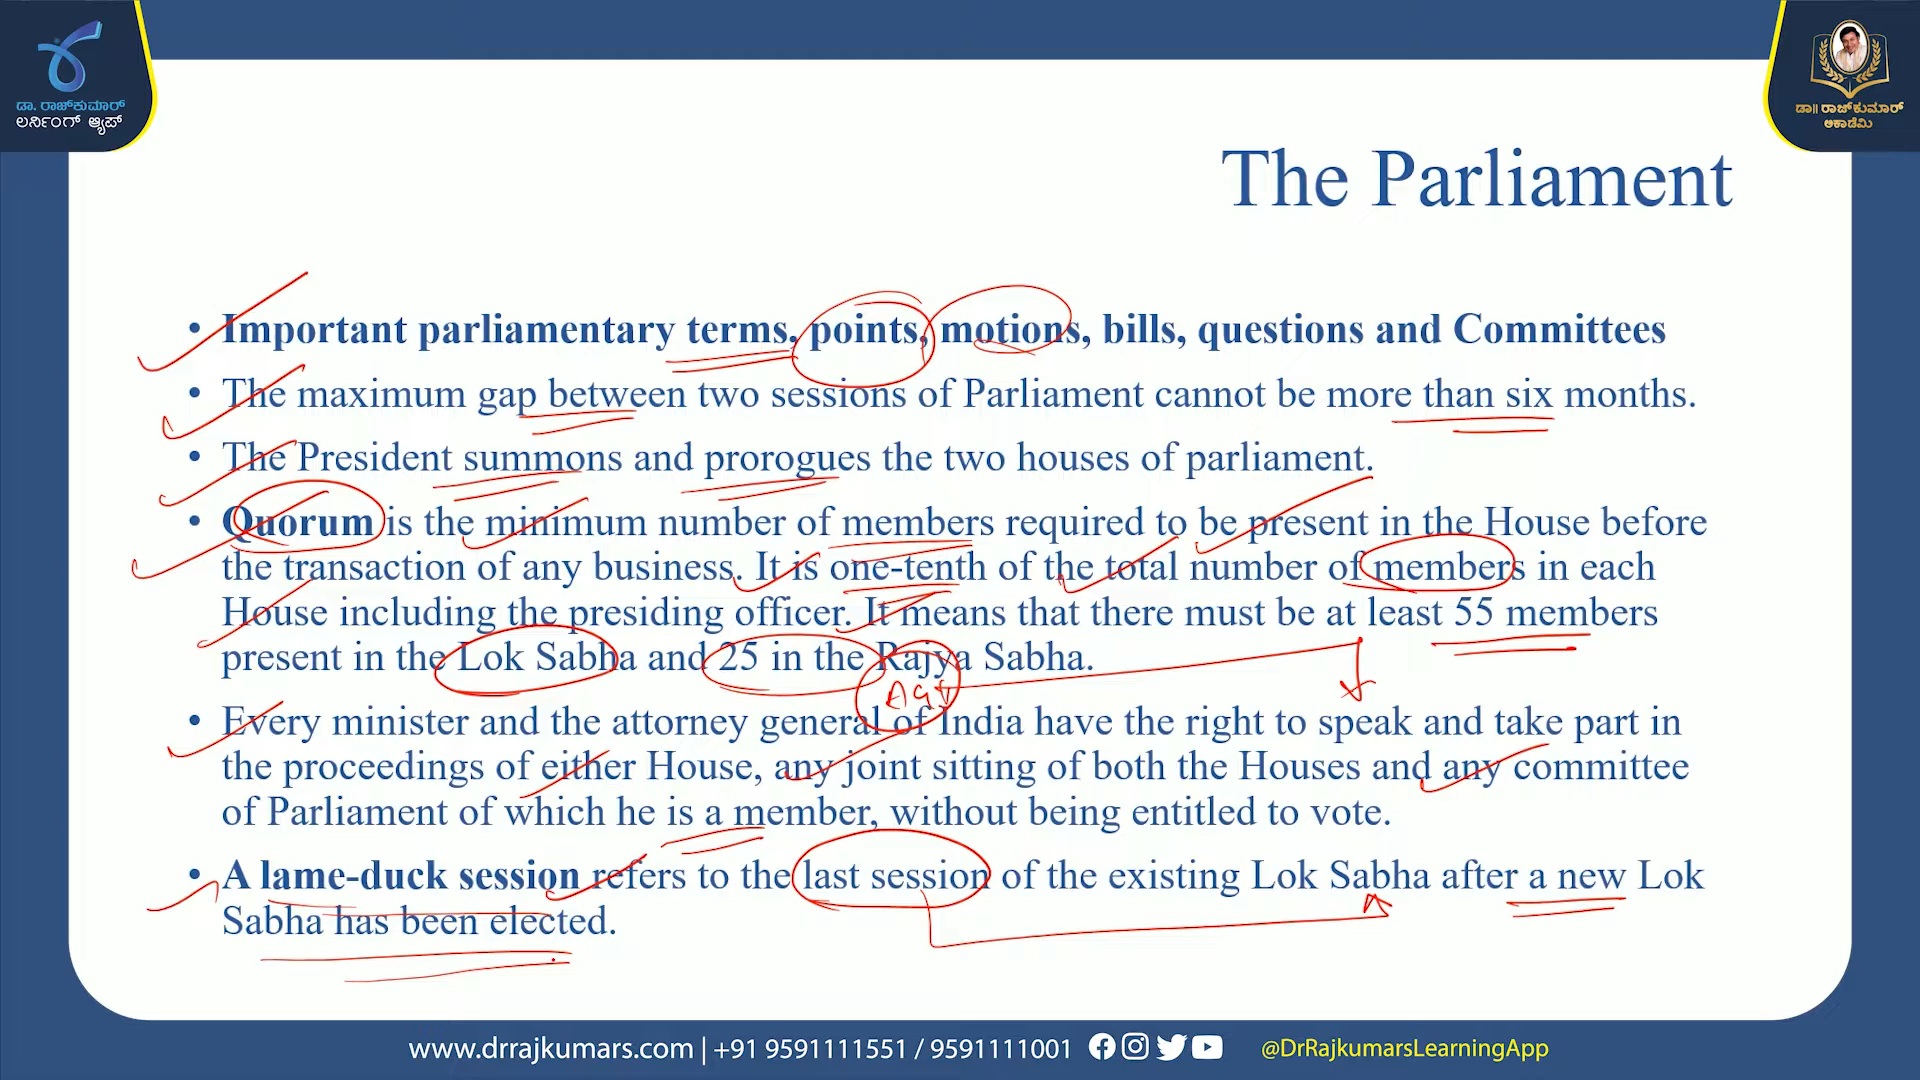 ಡಾ. ರಾಜ್‌ಕುಮಾರ್
ಲರ್ನಿಂಗ್ ಆ್ಯಪ್
ಡಾ|| ರಾಜ್‌ಕುಮಾರ್
ಅಕಾಡೆಮಿ
The Parliament
• Important parliamentary terms, points, motions, bills, questions and Committees
• The maximum gap between two sessions of Parliament cannot be more than six months.
• The President summons and prorogues the two houses of parliament.
• Quorum is the minimum number of members required to be present in the House before
the transaction of any business. It is one-tenth of the total number of members in each
House including the presiding officer. It means that there must be at least 55 members
present in the Lok Sabha and 25 in the Rajya Sabha.
• Every minister and the attorney general of India have the right to speak and take part in
the proceedings of either House, any joint sitting of both the Houses and any committee
of Parliament of which he is a member, without being entitled to vote.
• A lame-duck session refers to the last session of the existing Lok Sabha after a new Lok
Sabha has been elected.
www.drrajkumars.com | +91 9591111551 / 9591111001 @DrRajkumarsLearningApp